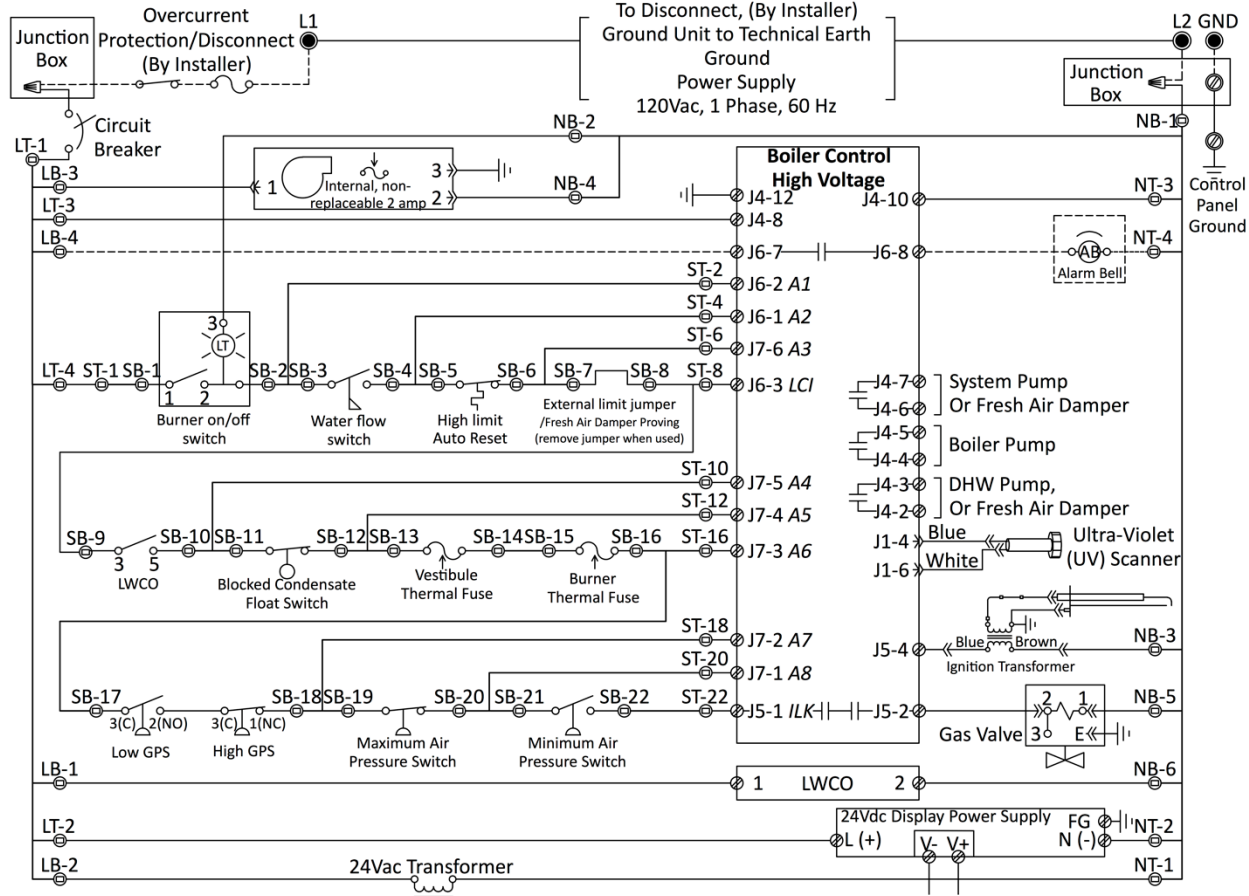 Junction
Box
Overcurrent
Protection/Disconnect
(By Installer)
L1
To Disconnect, (By Installer)
Ground Unit to Technical Earth
Ground
Power Supply
120Vac, 1 Phase, 60 Hz
L2 GND
Junction
Box
Circuit
Breaker
LT-1
NB-2
NB-1
LB-3
1
Internal, non-
replaceable 2 amp
3
2
NB-4
Boiler Control
High Voltage
J4-12
J4-10
NT-3
Control
Panel
Ground
LT-3
J4-8
LB-4
J6-7
J6-8
AB
Alarm Bell
NT-4
ST-2
J6-2 A1
ST-4
J6-1 A2
ST-6
J7-6 A3
3
LT
LT-4 ST-1 SB-1
1 2
SB-2 SB-3
SB-4 SB-5
SB-6
SB-7
SB-8
ST-8
J6-3 LCI
Burner on/off
switch
Water flow
switch
High limit
Auto Reset
External limit jumper
/Fresh Air Damper Proving
(remove jumper when used)
J4-7
J4-6
System Pump
Or Fresh Air Damper
J4-5
J4-4
Boiler Pump
J4-3
J4-2
DHW Pump,
Or Fresh Air Damper
ST-10
J7-5 A4
ST-12
J7-4 A5
SB-9
3 5
LWCO
SB-10 SB-11
SB-12 SB-13
SB-14 SB-15
SB-16
ST-16
J7-3 A6
Blocked Condensate
Float Switch
Vestibule
Thermal Fuse
Burner
Thermal Fuse
J1-4
Blue
J1-6
White
Ultra-Violet
(UV) Scanner
ST-18
J7-2 A7
ST-20
J7-1 A8
J5-4
Blue
Brown
Ignition Transformer
NB-3
SB-17
3(C) 2(NO)
Low GPS
3(C) 1(NC)
High GPS
SB-18 SB-19
SB-20
SB-21
SB-22
ST-22
J5-1 ILK
J5-2
Maximum Air
Pressure Switch
Minimum Air
Pressure Switch
2 1
3 E
Gas Valve
NB-5
LB-1
1 LWCO 2
NB-6
LT-2
24Vdc Display Power Supply
L (+)
V- V+
FG
N (-)
NT-2
LB-2
24Vac Transformer
NT-1